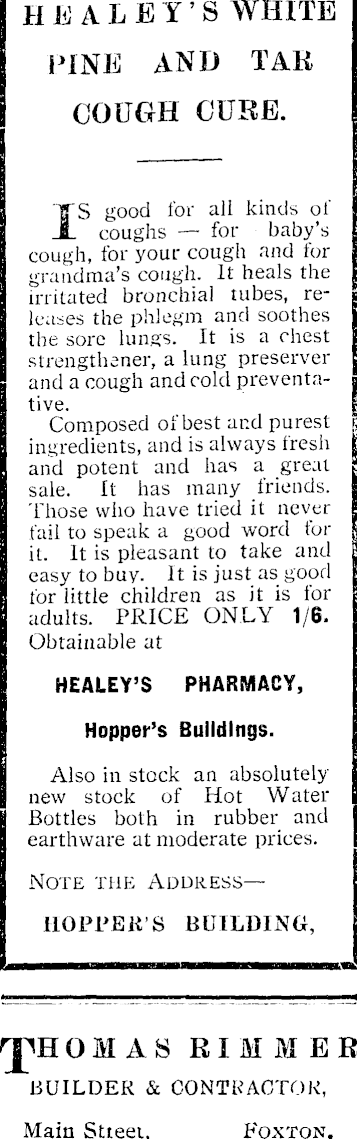 HEALEY'S WHITE
PINE AND TAR
COUGH CURE.
IS good for all kinds of
coughs — for baby's
cough, for your cough and for
grandma's cough. It heals the
irritated bronchial tubes, re-
leases the phlegm and soothes
the sore lungs. It is a chest
strengthener, a lung preserver
and a cough and cold preventa-
tive.
Composed of best and purest
ingredients, and is always fresh
and potent and has a great
sale. It has many friends.
Those who have tried it never
fail to speak a good word for
it. It is pleasant to take and
easy to buy. It is just as good
for little children as it is for
adults. PRICE ONLY 1/6.
Obtainable at
HEALEY'S PHARMACY,
Hopper's Buildings.
Also in stock an absolutely
new stock of Hot Water
Bottles both in rubber and
earthware at moderate prices.
NOTE THE ADDRESS—
HOPPER'S BUILDING,
THOMAS RIMMER
BUILDER & CONTRACTOR,
Main Street, FOXTON.